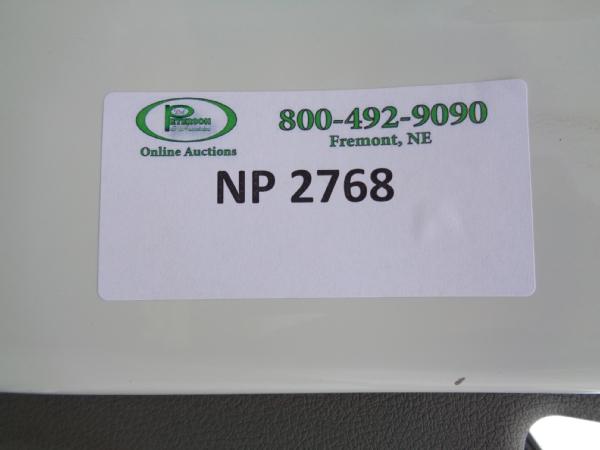 PETERSON
Online Auctions
800-492-9090
Fremont, NE
NP 2768